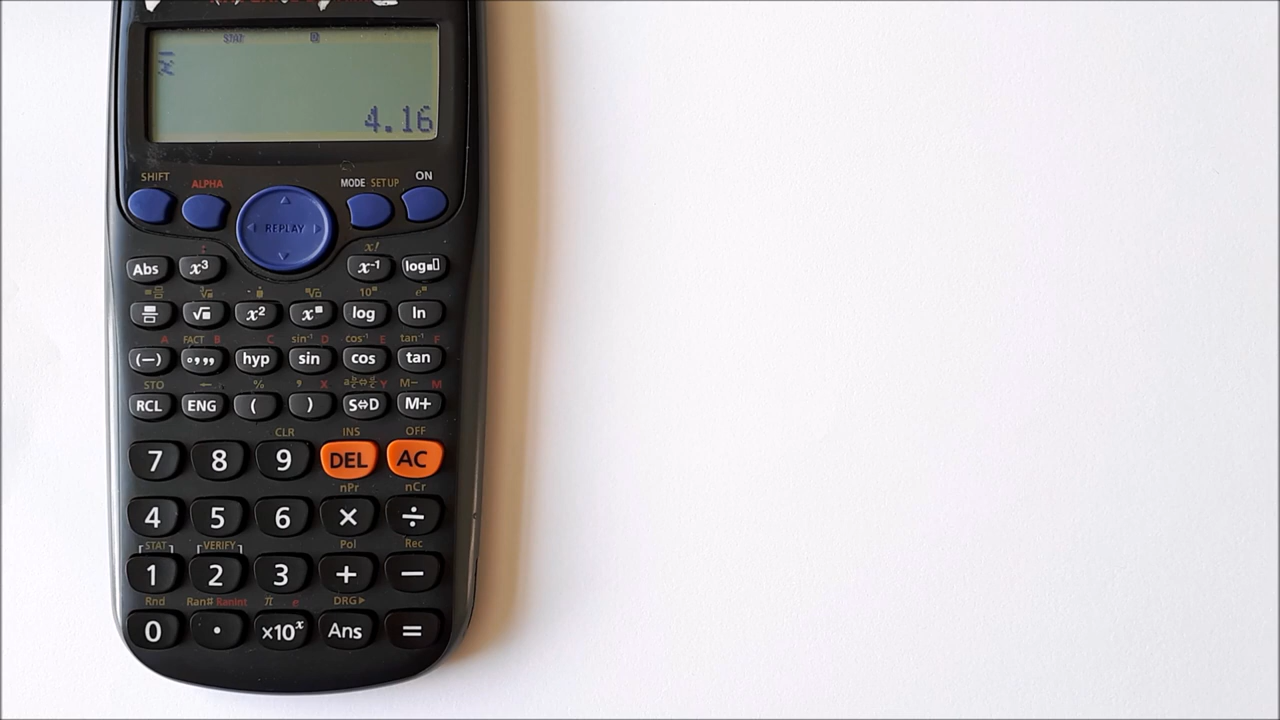 STAT D
x̅
4.16
SHIFT ALPHA MODE SETUP ON
REPLAY
x!
Abs x³ x⁻¹ log
10 e
x² log ln
A FACT B C sin⁻¹ D cos⁻¹ E tan⁻¹ F
(−) °,,, hyp sin cos tan
STO ← % , X Y M− M
RCL ENG ( ) S⇔D M+
CLR INS OFF
7 8 9 DEL AC
nPr nCr
4 5 6 × ÷
STAT VERIFY Pol Rec
1 2 3 + −
Rnd Ran# RanInt π e DRG▶
0 . ×10ˣ Ans =